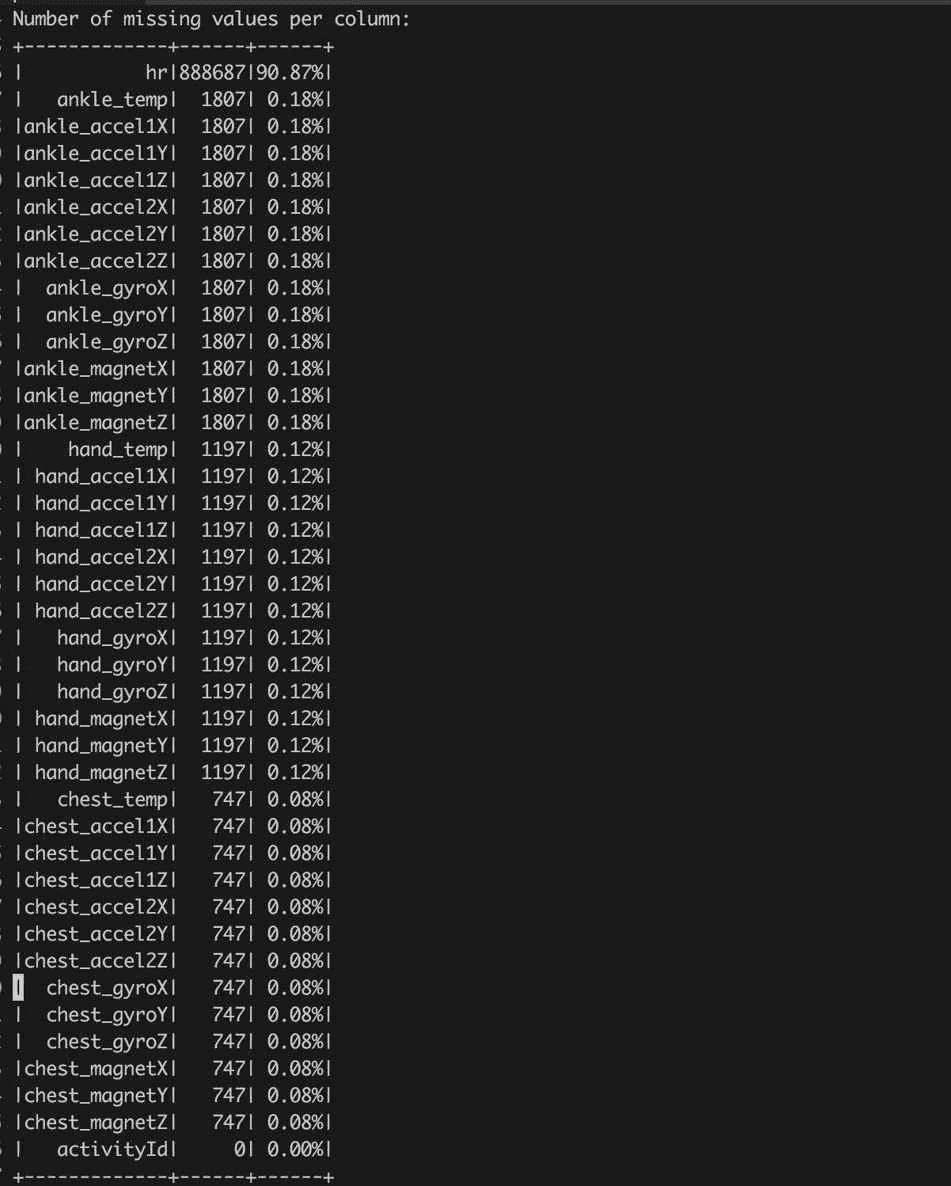 Number of missing values per column:
+-------------+------+------+
|           hr|888687|90.87%|
|   ankle_temp|  1807| 0.18%|
|ankle_accel1X|  1807| 0.18%|
|ankle_accel1Y|  1807| 0.18%|
|ankle_accel1Z|  1807| 0.18%|
|ankle_accel2X|  1807| 0.18%|
|ankle_accel2Y|  1807| 0.18%|
|ankle_accel2Z|  1807| 0.18%|
|  ankle_gyroX|  1807| 0.18%|
|  ankle_gyroY|  1807| 0.18%|
|  ankle_gyroZ|  1807| 0.18%|
|ankle_magnetX|  1807| 0.18%|
|ankle_magnetY|  1807| 0.18%|
|ankle_magnetZ|  1807| 0.18%|
|    hand_temp|  1197| 0.12%|
| hand_accel1X|  1197| 0.12%|
| hand_accel1Y|  1197| 0.12%|
| hand_accel1Z|  1197| 0.12%|
| hand_accel2X|  1197| 0.12%|
| hand_accel2Y|  1197| 0.12%|
| hand_accel2Z|  1197| 0.12%|
|   hand_gyroX|  1197| 0.12%|
|   hand_gyroY|  1197| 0.12%|
|   hand_gyroZ|  1197| 0.12%|
| hand_magnetX|  1197| 0.12%|
| hand_magnetY|  1197| 0.12%|
| hand_magnetZ|  1197| 0.12%|
|   chest_temp|   747| 0.08%|
|chest_accel1X|   747| 0.08%|
|chest_accel1Y|   747| 0.08%|
|chest_accel1Z|   747| 0.08%|
|chest_accel2X|   747| 0.08%|
|chest_accel2Y|   747| 0.08%|
|chest_accel2Z|   747| 0.08%|
|  chest_gyroX|   747| 0.08%|
|  chest_gyroY|   747| 0.08%|
|  chest_gyroZ|   747| 0.08%|
|chest_magnetX|   747| 0.08%|
|chest_magnetY|   747| 0.08%|
|chest_magnetZ|   747| 0.08%|
|   activityId|     0| 0.00%|
+-------------+------+------+